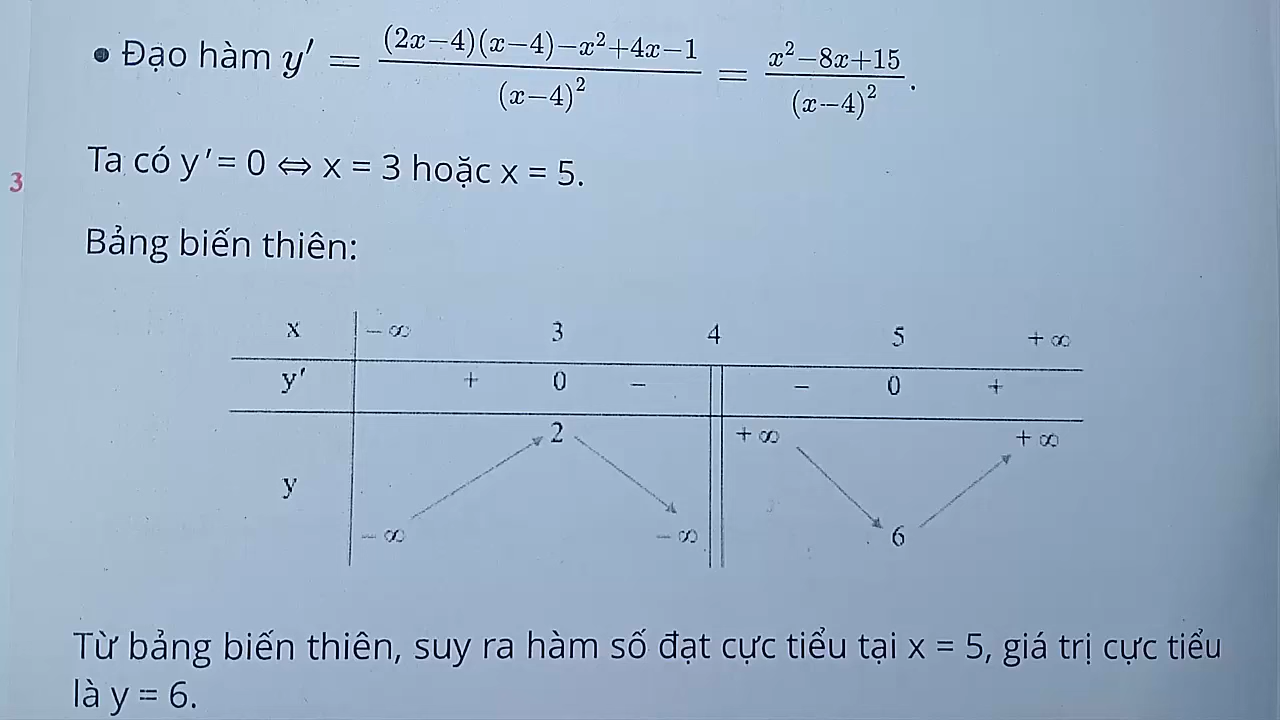 • Đạo hàm y′ = (2x−4)(x−4)−x²+4x−1 / (x−4)² = x²−8x+15 / (x−4)².
Ta có y′= 0 ⇔ x = 3 hoặc x = 5.
3
Bảng biến thiên:
x −∞ 3 4 5 +∞
y′ + 0 − − 0 +
2 +∞ +∞
y
−∞ −∞ 6
Từ bảng biến thiên, suy ra hàm số đạt cực tiểu tại x = 5, giá trị cực tiểu
là y = 6.